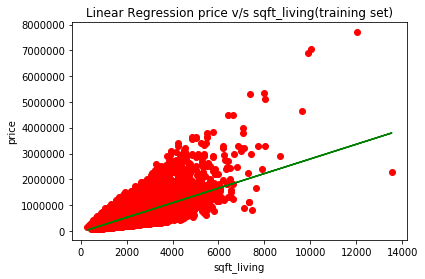 Linear Regression price v/s sqft_living(training set)
8000000
7000000
6000000
5000000
4000000
3000000
2000000
1000000
0
price
0 2000 4000 6000 8000 10000 12000 14000
sqft_living